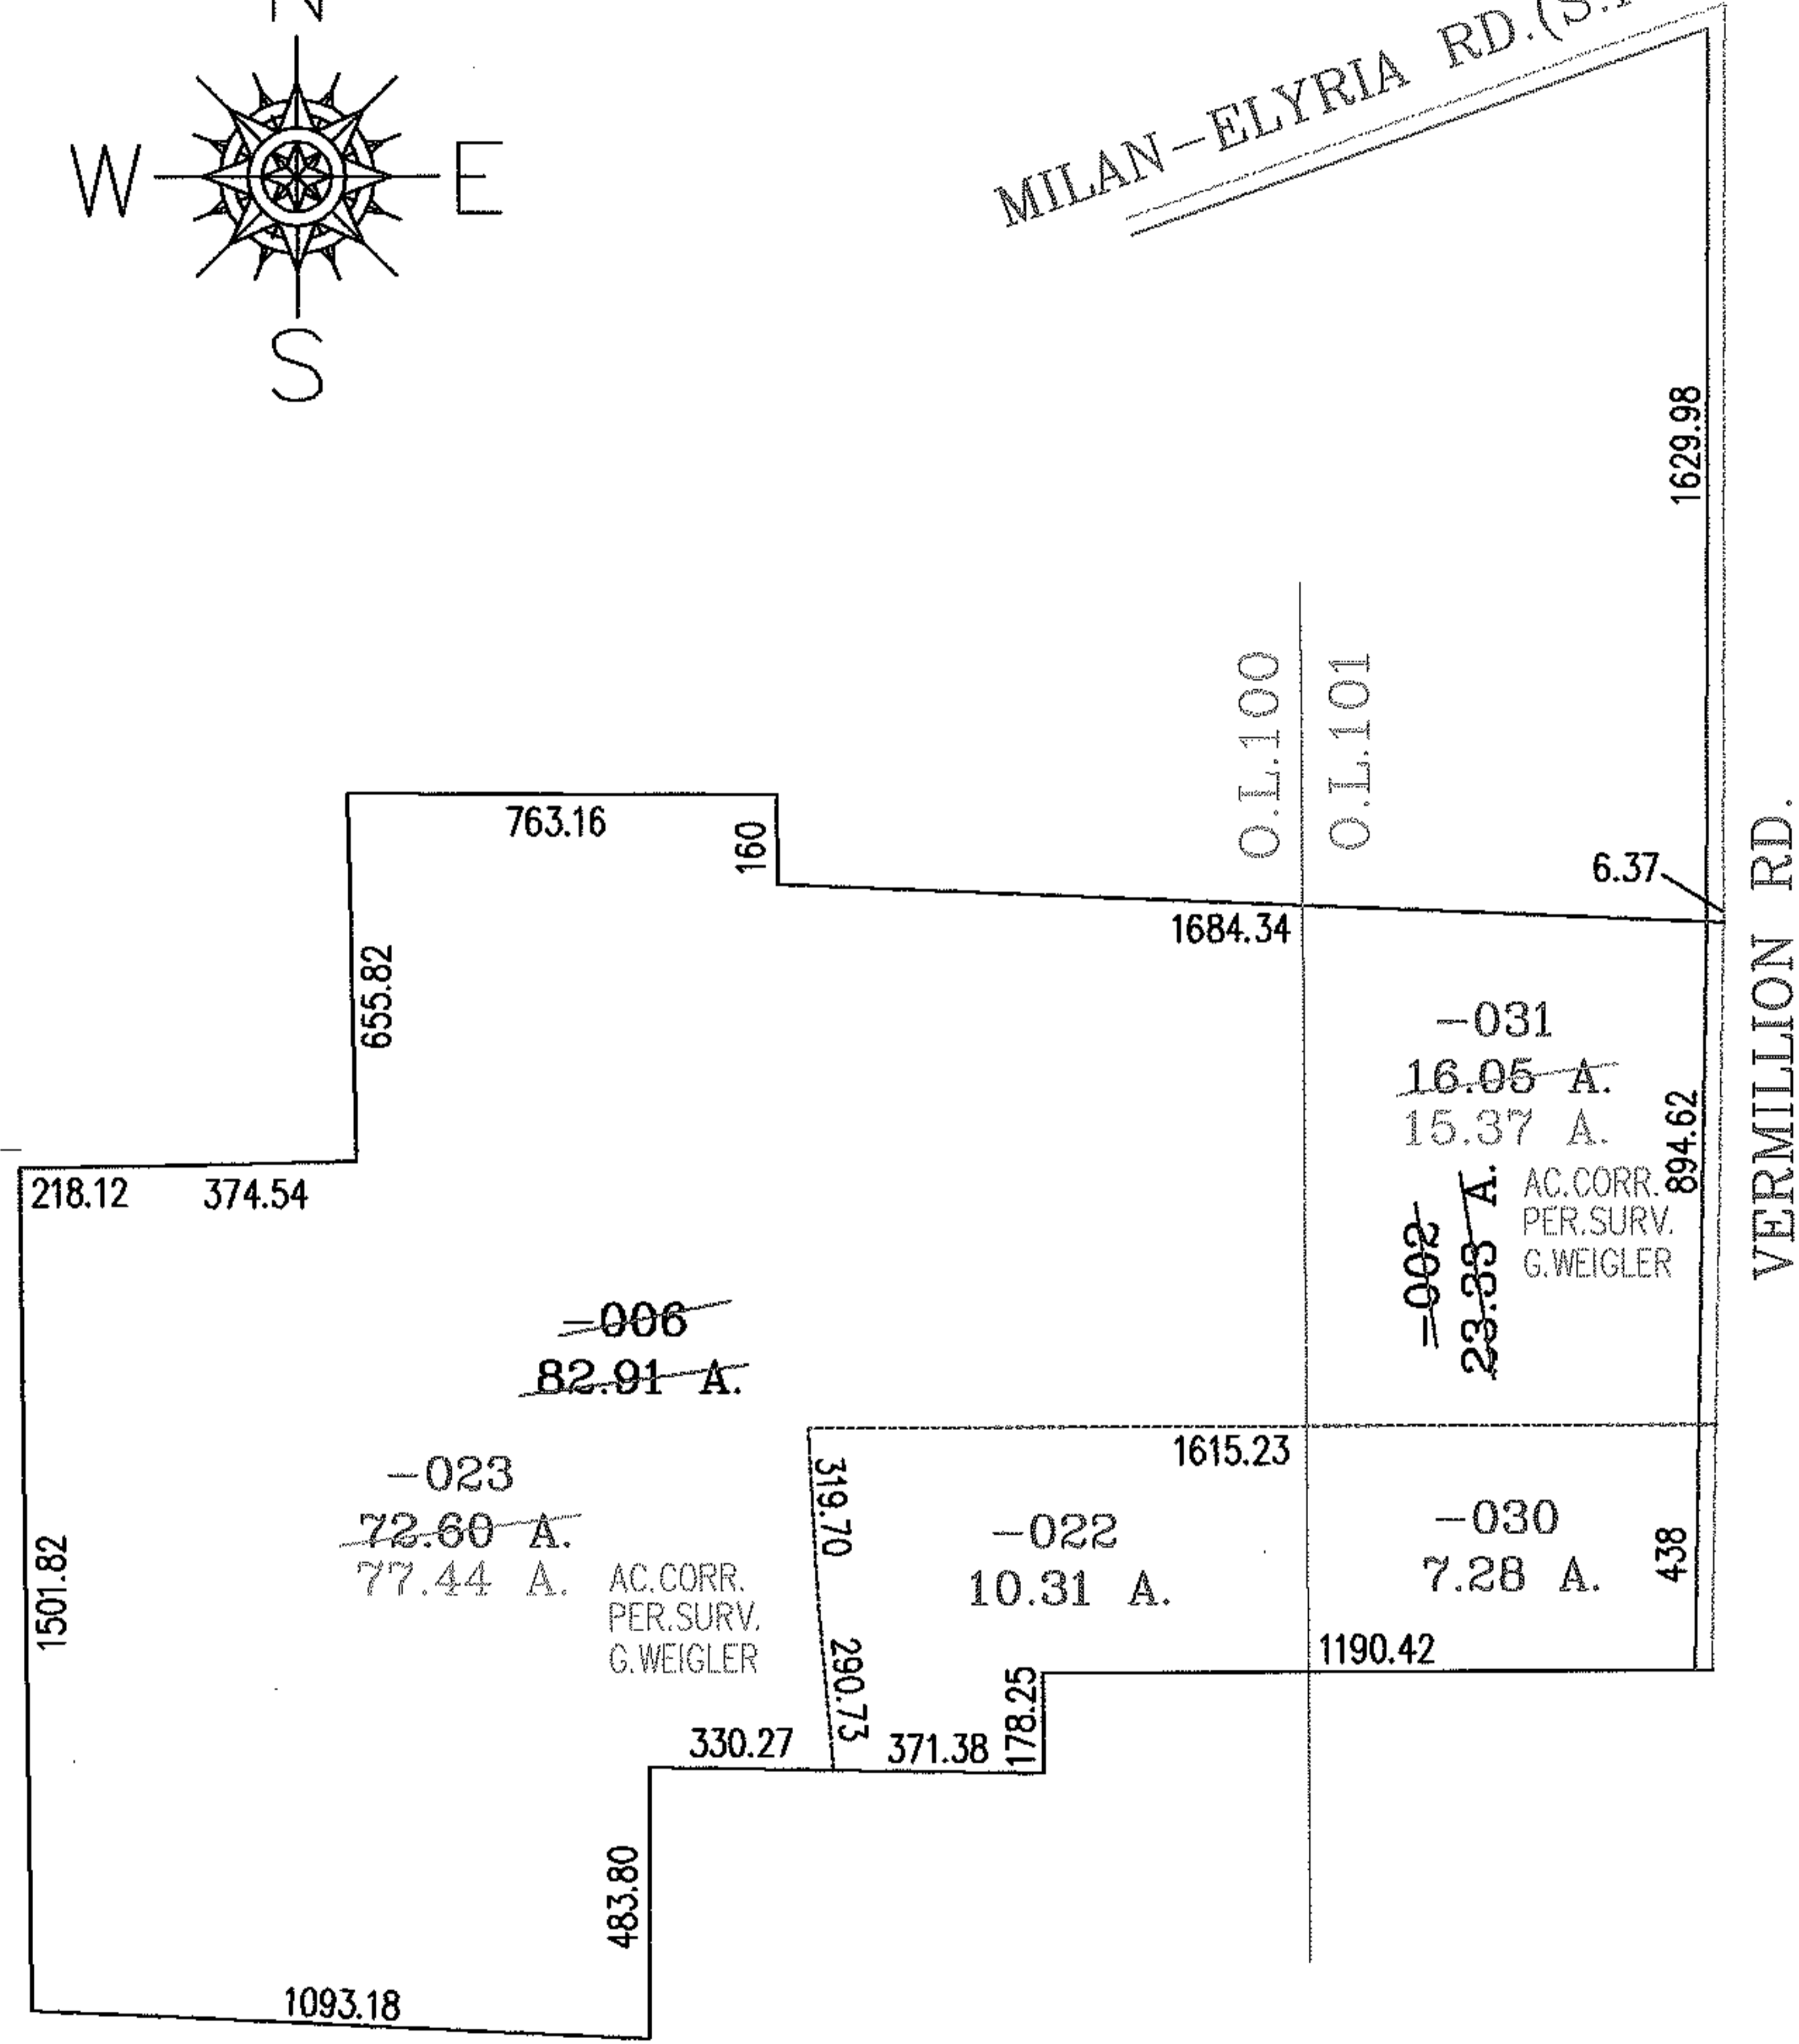 N
W
E
S
MILAN-ELYRIA RD.
1629.98
O.L.100
O.L.101
763.16
160
6.37
1684.34
655.82
VERMILLION RD.
-031
16.05 A.
15.37 A.
894.62
AC.CORR.
PER.SURV.
G.WEIGLER
-002
23.33 A.
218.12
374.54
-006
82.91 A.
1615.23
-023
72.60 A.
77.44 A.
AC.CORR.
PER.SURV.
G.WEIGLER
1501.82
319.70
290.73
-022
10.31 A.
-030
7.28 A.
438
1190.42
178.25
330.27
371.38
483.80
1093.18